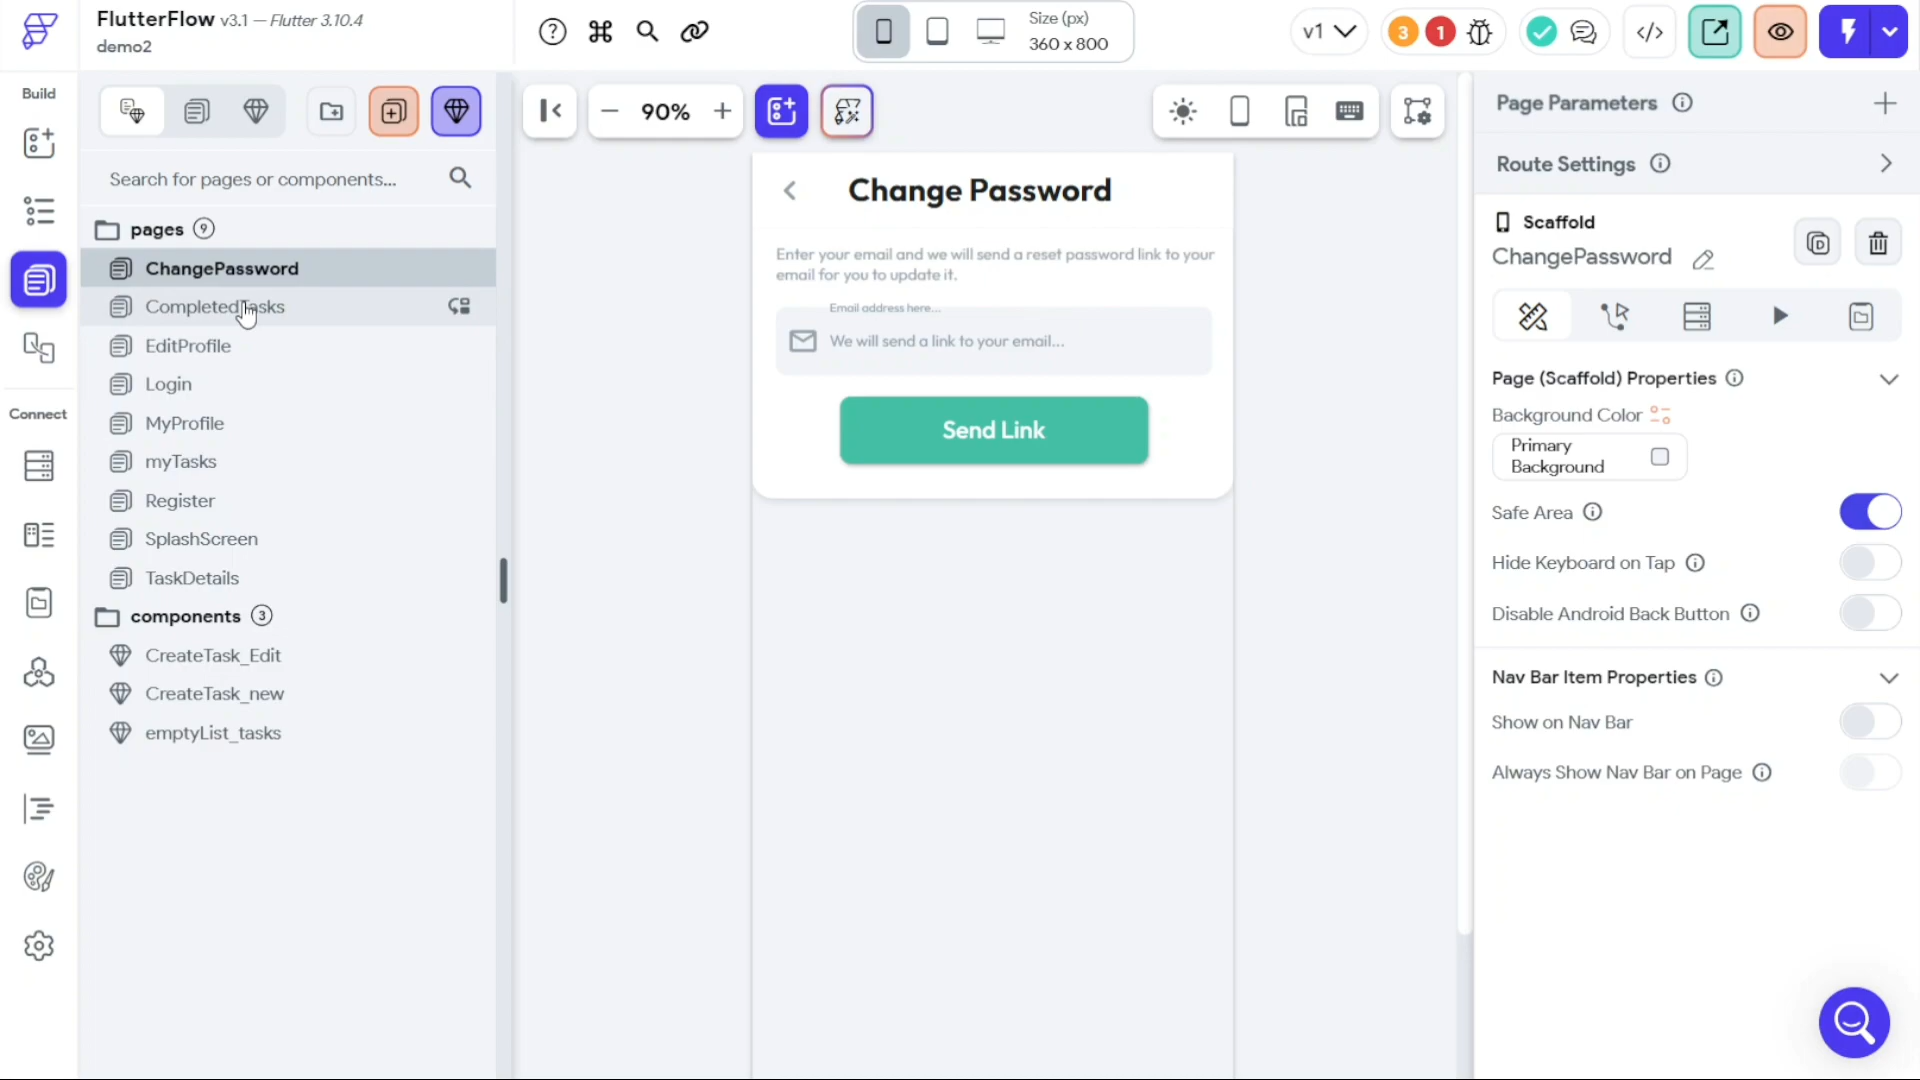 FlutterFlow v3.1 — Flutter 3.10.4
demo2
Size (px)
360 x 800
v1
3
1
Build
Connect
90%
Search for pages or components...
pages 9
ChangePassword
CompletedTasks
EditProfile
Login
MyProfile
myTasks
Register
SplashScreen
TaskDetails
components 3
CreateTask_Edit
CreateTask_new
emptyList_tasks
Change Password
Enter your email and we will send a reset password link to your
email for you to update it.
Email address here...
We will send a link to your email...
Send Link
Page Parameters
Route Settings
Scaffold
ChangePassword
Page (Scaffold) Properties
Background Color
Primary
Background
Safe Area
Hide Keyboard on Tap
Disable Android Back Button
Nav Bar Item Properties
Show on Nav Bar
Always Show Nav Bar on Page